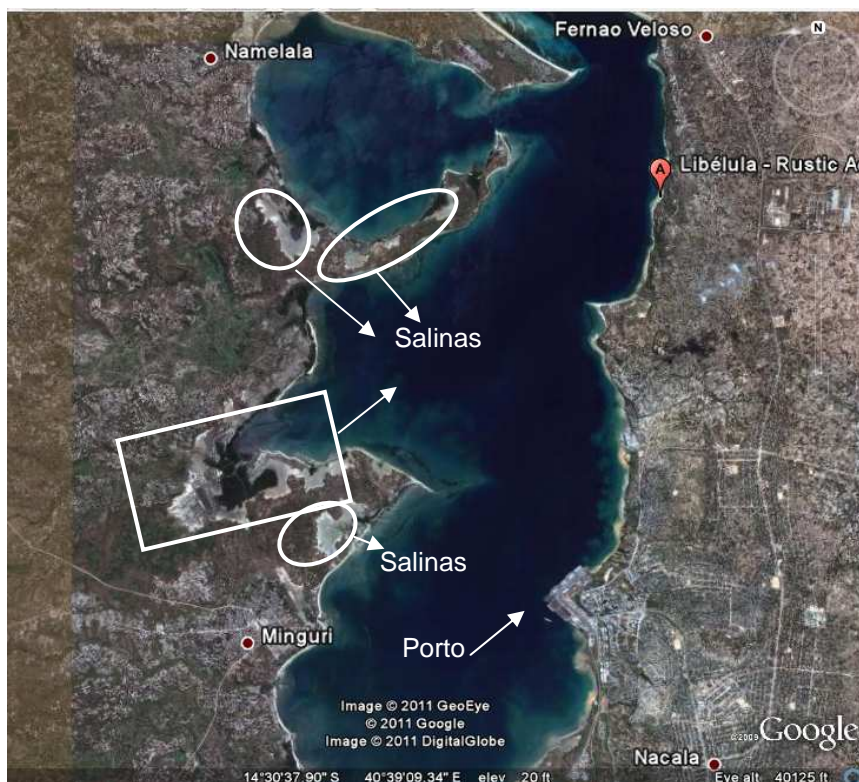 Fernao Veloso
N
Namelala
A
Libélula - Rustic A
Salinas
Salinas
Minguri
Porto
Image © 2011 GeoEye
© 2011 Google
Image © 2011 DigitalGlobe
©2009 Google
Nacala
14°30'37.90" S 40°39'09.34" E elev 20 ft Eye alt 40125 ft